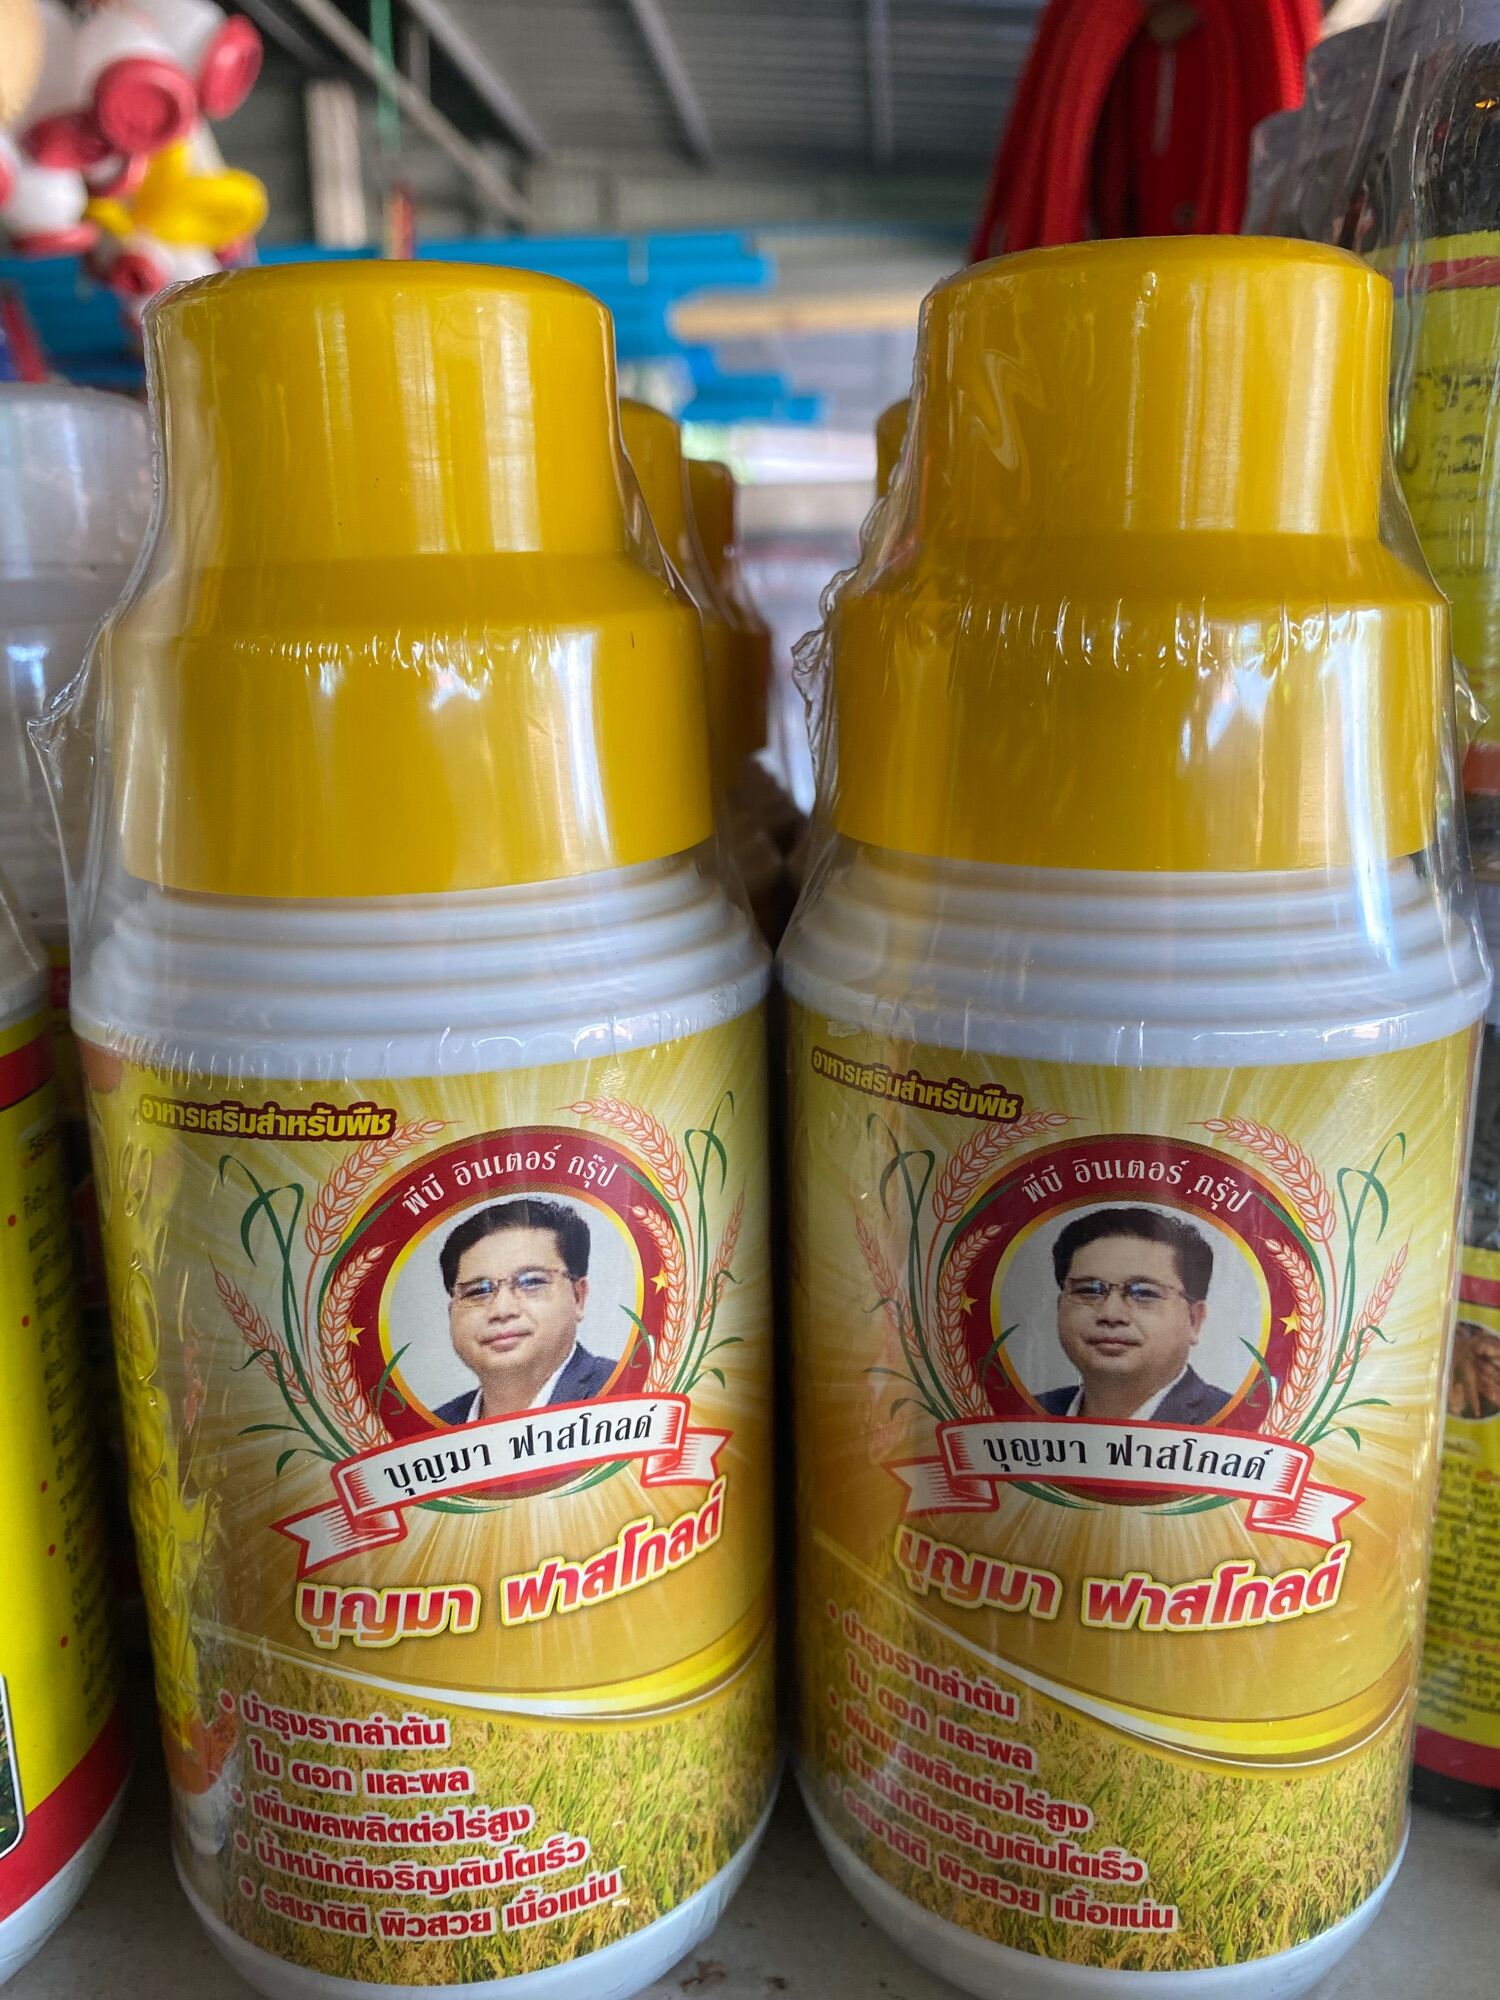 อาหารเสริมสำหรับพืช
พีบี อินเตอร์ กรุ๊ป
บุญมา ฟาสโกลด์
บุญมา ฟาสโกลด์
• บำรุงรากลำต้น
ใบ ดอก และผล
• เพิ่มผลผลิตต่อไร่สูง
• น้ำหนักดีเจริญเติบโตเร็ว
• รสชาติดี ผิวสวย เนื้อแน่น
อาหารเสริมสำหรับพืช
พีบี อินเตอร์ กรุ๊ป
บุญมา ฟาสโกลด์
บุญมา ฟาสโกลด์
• บำรุงรากลำต้น
ใบ ดอก และผล
• เพิ่มผลผลิตต่อไร่สูง
• น้ำหนักดีเจริญเติบโตเร็ว
• รสชาติดี ผิวสวย เนื้อแน่น